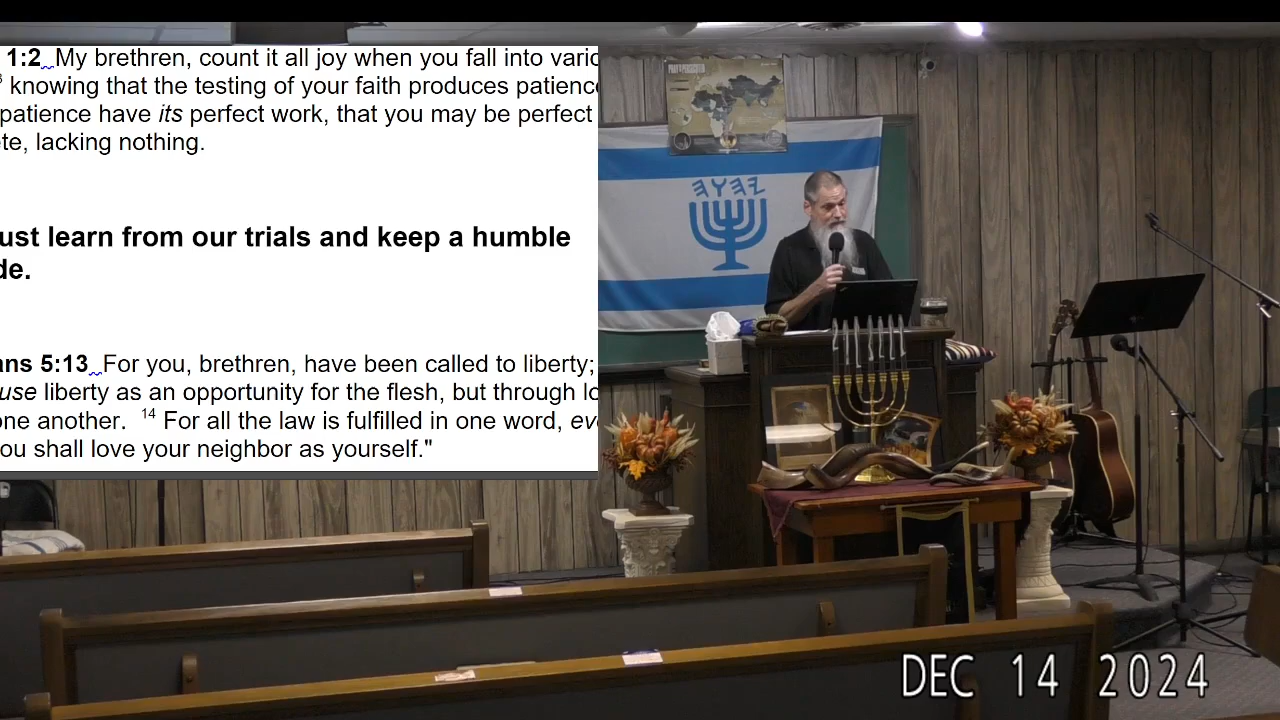 1:2 My brethren, count it all joy when you fall into vario
3 knowing that the testing of your faith produces patience
patience have its perfect work, that you may be perfect
te, lacking nothing.
ust learn from our trials and keep a humble
de.
ans 5:13 For you, brethren, have been called to liberty;
use liberty as an opportunity for the flesh, but through lo
one another. 14 For all the law is fulfilled in one word, ev
ou shall love your neighbor as yourself."
𐤉𐤄𐤅𐤄
DEC 14 2024